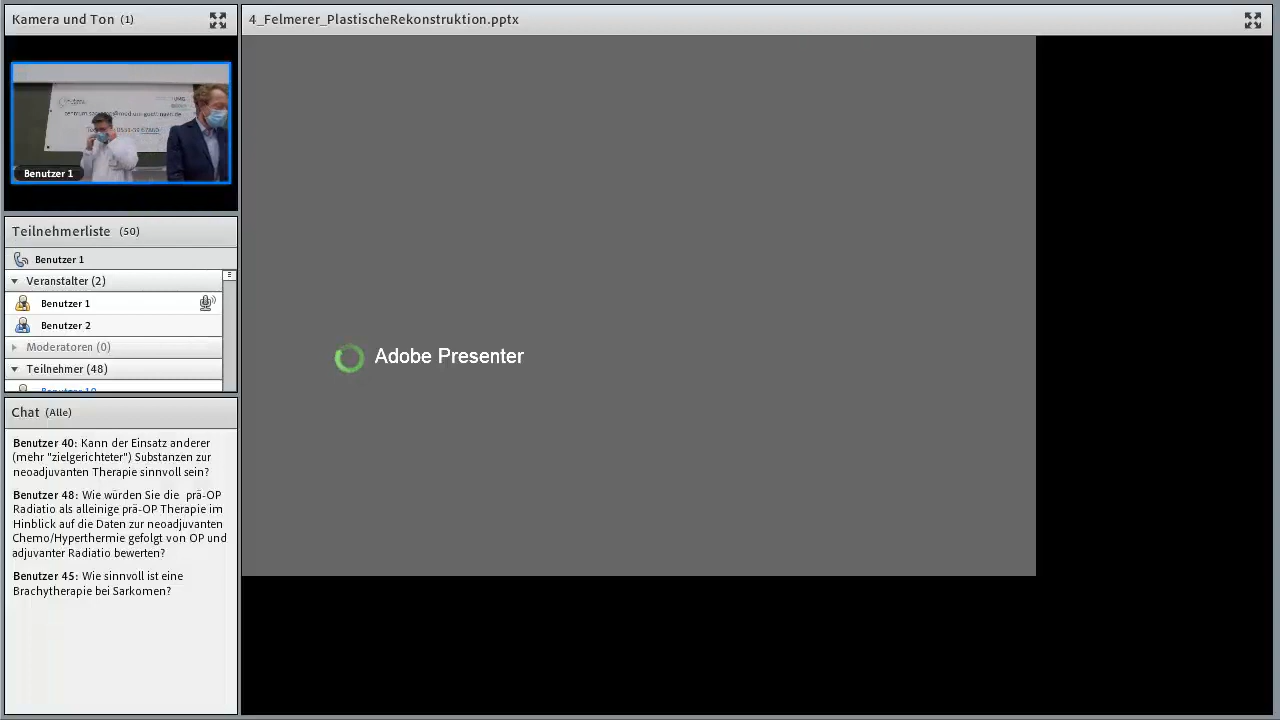 Kamera und Ton (1)
4_Felmerer_PlastischeRekonstruktion.pptx
Benutzer 1
Teilnehmerliste (50)
Benutzer 1
Veranstalter (2)
Benutzer 1
Benutzer 2
Moderatoren (0)
Teilnehmer (48)
Adobe Presenter
Chat (Alle)
Benutzer 40: Kann der Einsatz anderer
(mehr "zielgerichteter") Substanzen zur
neoadjuvanten Therapie sinnvoll sein?
Benutzer 48: Wie würden Sie die prä-OP
Radiatio als alleinige prä-OP Therapie im
Hinblick auf die Daten zur neoadjuvanten
Chemo/Hyperthermie gefolgt von OP und
adjuvanter Radiatio bewerten?
Benutzer 45: Wie sinnvoll ist eine
Brachytherapie bei Sarkomen?